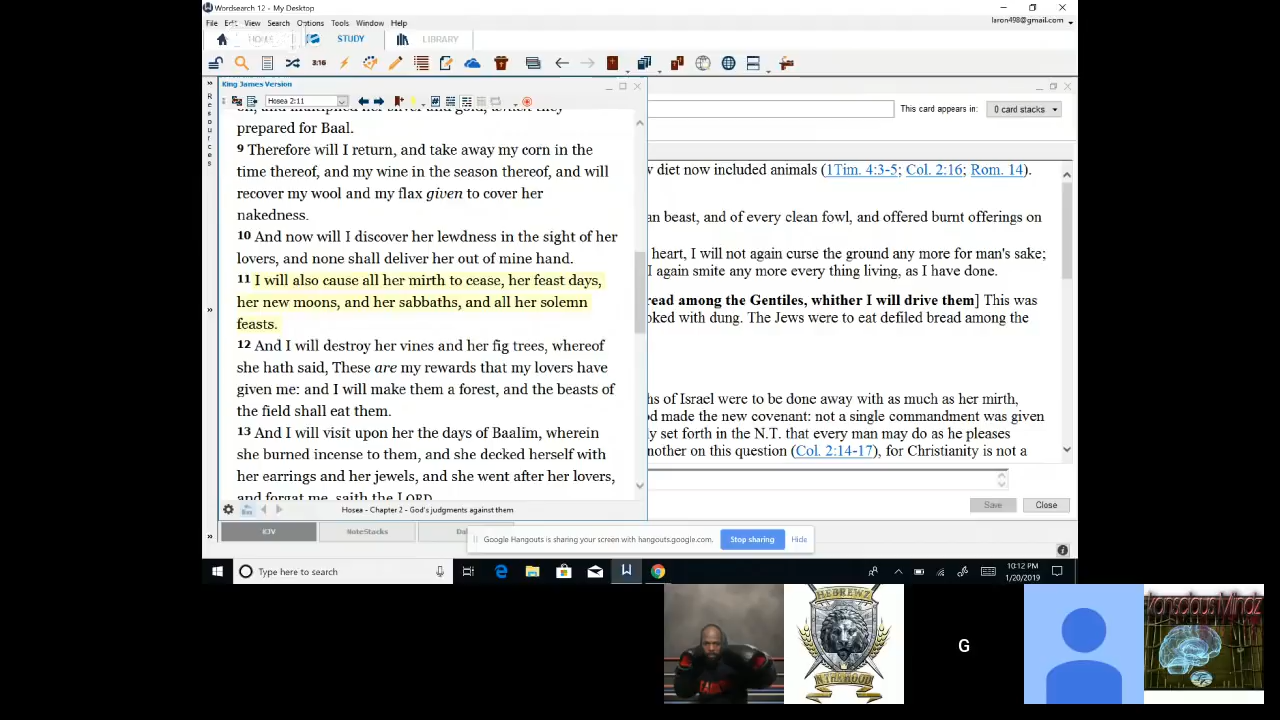 Wordsearch 12 - My Desktop
laron498@gmail.com
File Edit View Search Options Tools Window Help
HOME STUDY LIBRARY
3:16
King James Version
Hosea 2:11
This card appears in: 0 card stacks
Resources
prepared for Baal.
9 Therefore will I return, and take away my corn in the
time thereof, and my wine in the season thereof, and will
recover my wool and my flax given to cover her
nakedness.
10 And now will I discover her lewdness in the sight of her
lovers, and none shall deliver her out of mine hand.
11 I will also cause all her mirth to cease, her feast days,
her new moons, and her sabbaths, and all her solemn
feasts.
12 And I will destroy her vines and her fig trees, whereof
she hath said, These are my rewards that my lovers have
given me: and I will make them a forest, and the beasts of
the field shall eat them.
13 And I will visit upon her the days of Baalim, wherein
she burned incense to them, and she decked herself with
her earrings and her jewels, and she went after her lovers,
and forgat me, saith the LORD
Hosea - Chapter 2 - God's judgments against them
diet now included animals (1Tim. 4:3-5; Col. 2:16; Rom. 14).
an beast, and of every clean fowl, and offered burnt offerings on
heart, I will not again curse the ground any more for man's sake;
I again smite any more every thing living, as I have done.
read among the Gentiles, whither I will drive them] This was
oked with dung. The Jews were to eat defiled bread among the
hs of Israel were to be done away with as much as her mirth,
d made the new covenant: not a single commandment was given
y set forth in the N.T. that every man may do as he pleases
nother on this question (Col. 2:14-17), for Christianity is not a
Save Close
KJV NoteStacks
Google Hangouts is sharing your screen with hangouts.google.com. Stop sharing Hide
Type here to search
10:12 PM
1/20/2019
HEBREWZ
G
Konscious Mindz